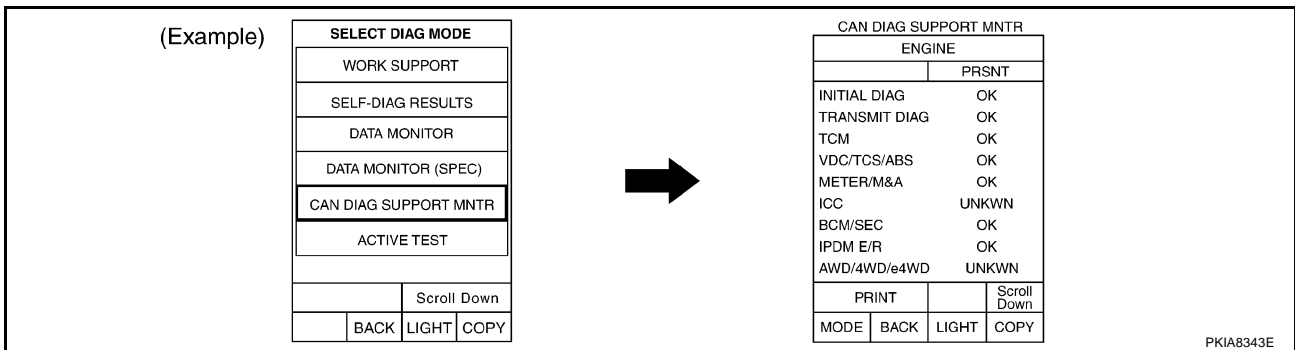 (Example)
SELECT DIAG MODE
WORK SUPPORT
SELF-DIAG RESULTS
DATA MONITOR
DATA MONITOR (SPEC)
CAN DIAG SUPPORT MNTR
ACTIVE TEST
Scroll Down
BACK LIGHT COPY
CAN DIAG SUPPORT MNTR
ENGINE
PRSNT
INITIAL DIAG OK
TRANSMIT DIAG OK
TCM OK
VDC/TCS/ABS OK
METER/M&A OK
ICC UNKWN
BCM/SEC OK
IPDM E/R OK
AWD/4WD/e4WD UNKWN
PRINT Scroll Down
MODE BACK LIGHT COPY
PKIA8343E